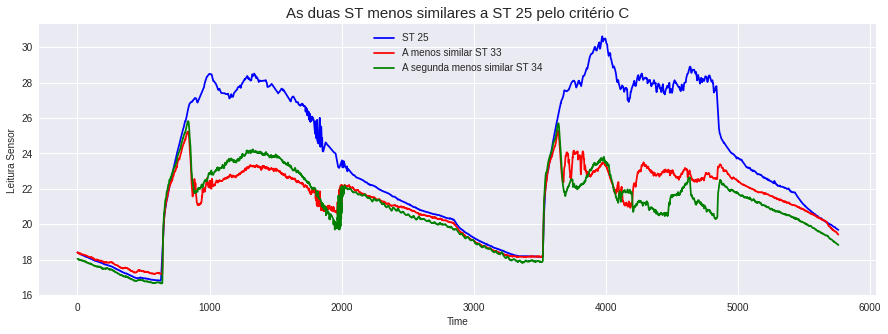 As duas ST menos similares a ST 25 pelo critério C
ST 25
A menos similar ST 33
A segunda menos similar ST 34
Leitura Sensor
30
28
26
24
22
20
18
16
0 1000 2000 3000 4000 5000 6000
Time